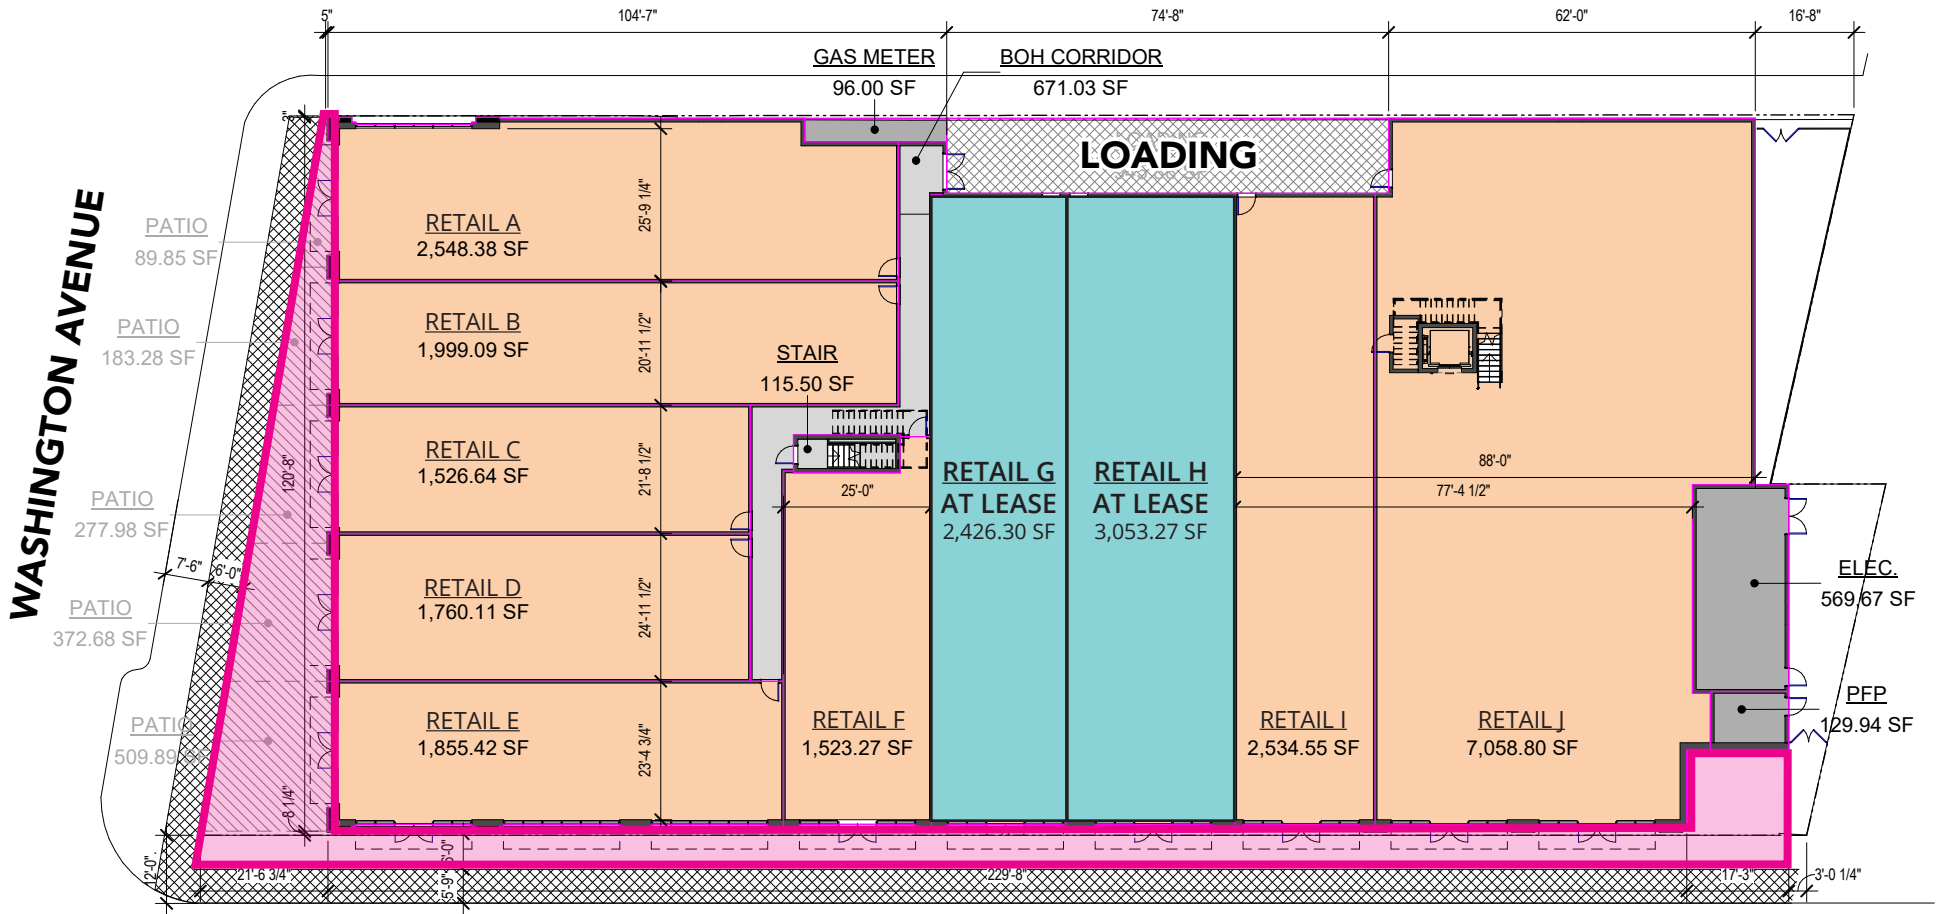 5"
104'-7"
74'-8"
62'-0"
16'-8"
GAS METER
96.00 SF
BOH CORRIDOR
671.03 SF
LOADING
WASHINGTON AVENUE
PATIO
89.85 SF
PATIO
183.28 SF
PATIO
277.98 SF
PATIO
372.68 SF
PATIO
509.89
RETAIL A
2,548.38 SF
25'-9 1/4"
RETAIL B
1,999.09 SF
20'-11 1/2"
STAIR
115.50 SF
RETAIL C
1,526.64 SF
21'-8 1/2"
120'-8"
25'-0"
RETAIL D
1,760.11 SF
24'-11 1/2"
7'-6"
6'-0"
RETAIL E
1,855.42 SF
23'-4 3/4"
8 1/4"
RETAIL F
1,523.27 SF
RETAIL G
AT LEASE
2,426.30 SF
RETAIL H
AT LEASE
3,053.27 SF
88'-0"
77'-4 1/2"
RETAIL I
2,534.55 SF
RETAIL J
7,058.80 SF
ELEC.
569.67 SF
PFP
129.94 SF
12'-0"
21'-6 3/4"
229'-8"
17'-3"
3'-0 1/4"